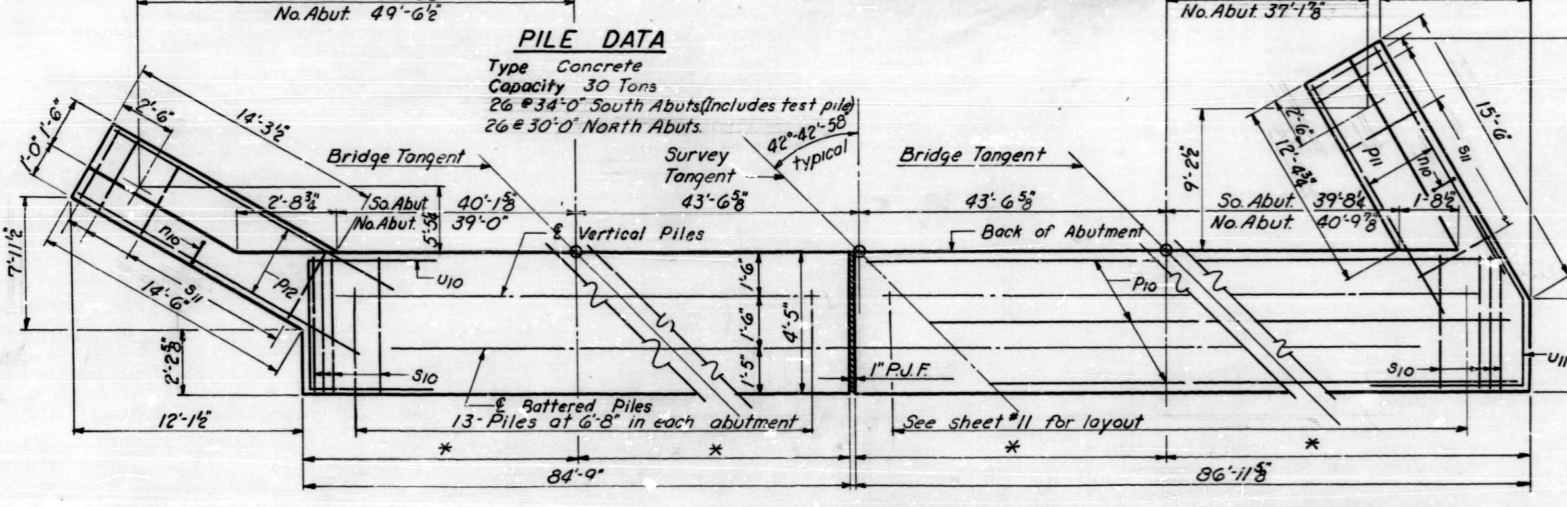 No. Abut. 49'-6½"
No. Abut. 37'-1⅞"
PILE DATA
Type Concrete
Capacity 30 Tons
26 @ 34'-0" South Abuts.(Includes test pile)
26 @ 30'-0" North Abuts.
42°-42'-58"
typical
Bridge Tangent
Survey
Tangent
Bridge Tangent
1'-6"
1'-0"
2'-6"
14'-3½"
2'-8¾"
So. Abut. 40'-1⅝"
No. Abut. 39'-0"
43'-6⅝"
43'-6⅝"
So. Abut. 39'-8¼"
No. Abut. 40'-9⅞"
1'-8½"
9'-2½"
2'-6"
12'-4¾"
P11
n10
S11
15'-6"
℄ Vertical Piles
Back of Abutment
7'-11½"
n10
S11
14'-6"
P12
U10
1'-6"
1'-6"
1'-5"
4'-5"
P10
2'-2⅝"
S10
1" P.J.F.
S10
U11
℄ Battered Piles
13-Piles at 6'-8" in each abutment
See sheet #11 for layout
12'-1½"
* * * *
84'-9"
86'-11⅝"